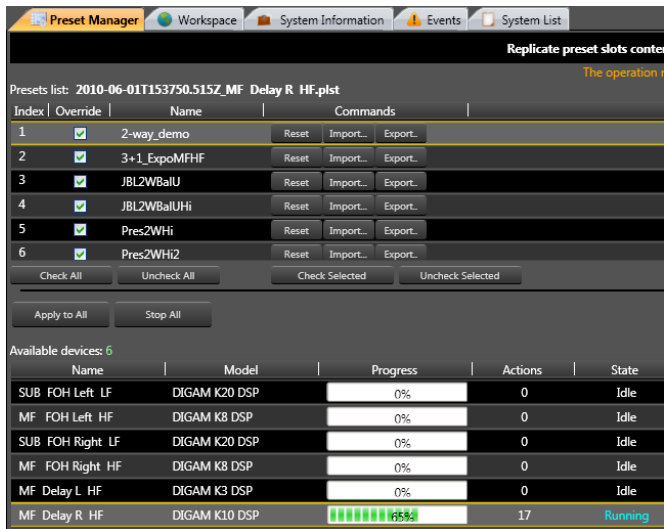 Preset Manager Workspace System Information Events System List
Replicate preset slots conter
The operation r
Presets list: 2010-06-01T153750.515Z_MF Delay R HF.plst
Index Override Name Commands
1 2-way_demo Reset Import... Export..
2 3+1_ExpoMFHF Reset Import... Export..
3 JBL2WBalU Reset Import... Export..
4 JBL2WBalUHi Reset Import... Export..
5 Pres2WHi Reset Import... Export..
6 Pres2WHi2 Reset Import... Export..
Check All Uncheck All Check Selected Uncheck Selected
Apply to All Stop All
Available devices: 6
Name Model Progress Actions State
SUB FOH Left LF DIGAM K20 DSP 0% 0 Idle
MF FOH Left HF DIGAM K8 DSP 0% 0 Idle
SUB FOH Right LF DIGAM K20 DSP 0% 0 Idle
MF FOH Right HF DIGAM K8 DSP 0% 0 Idle
MF Delay L HF DIGAM K3 DSP 0% 0 Idle
MF Delay R HF DIGAM K10 DSP 65% 17 Running